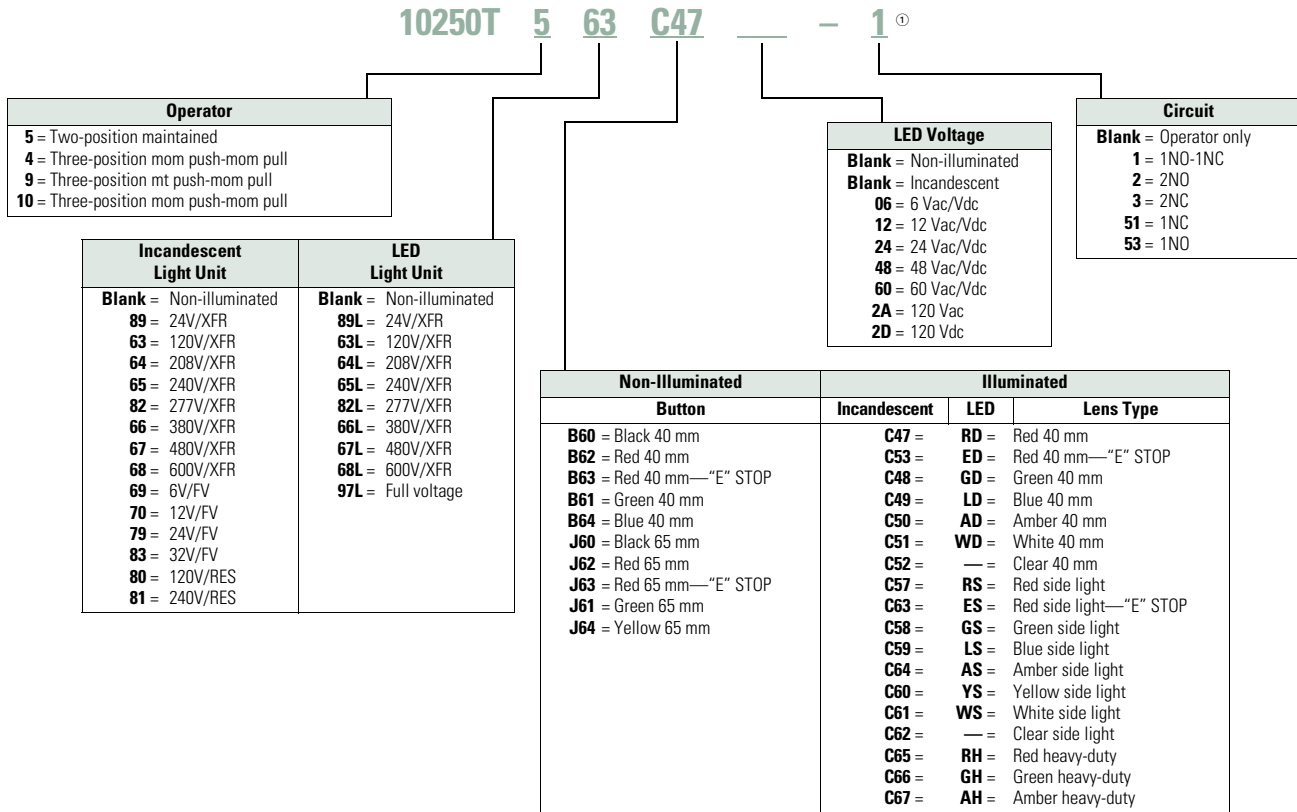 10250T 5 63 C47 ___ – 1 ①
Operator
5 = Two-position maintained
4 = Three-position mom push-mom pull
9 = Three-position mt push-mom pull
10 = Three-position mom push-mom pull
Incandescent Light Unit
Blank = Non-illuminated
89 = 24V/XFR
63 = 120V/XFR
64 = 208V/XFR
65 = 240V/XFR
82 = 277V/XFR
66 = 380V/XFR
67 = 480V/XFR
68 = 600V/XFR
69 = 6V/FV
70 = 12V/FV
79 = 24V/FV
83 = 32V/FV
80 = 120V/RES
81 = 240V/RES
LED Light Unit
Blank = Non-illuminated
89L = 24V/XFR
63L = 120V/XFR
64L = 208V/XFR
65L = 240V/XFR
82L = 277V/XFR
66L = 380V/XFR
67L = 480V/XFR
68L = 600V/XFR
97L = Full voltage
LED Voltage
Blank = Non-illuminated
Blank = Incandescent
06 = 6 Vac/Vdc
12 = 12 Vac/Vdc
24 = 24 Vac/Vdc
48 = 48 Vac/Vdc
60 = 60 Vac/Vdc
2A = 120 Vac
2D = 120 Vdc
Circuit
Blank = Operator only
1 = 1NO-1NC
2 = 2NO
3 = 2NC
51 = 1NC
53 = 1NO
Non-Illuminated
Button
B60 = Black 40 mm
B62 = Red 40 mm
B63 = Red 40 mm—“E” STOP
B61 = Green 40 mm
B64 = Blue 40 mm
J60 = Black 65 mm
J62 = Red 65 mm
J63 = Red 65 mm—“E” STOP
J61 = Green 65 mm
J64 = Yellow 65 mm
Illuminated
Incandescent LED Lens Type
C47 = RD = Red 40 mm
C53 = ED = Red 40 mm—“E” STOP
C48 = GD = Green 40 mm
C49 = LD = Blue 40 mm
C50 = AD = Amber 40 mm
C51 = WD = White 40 mm
C52 = — = Clear 40 mm
C57 = RS = Red side light
C63 = ES = Red side light—“E” STOP
C58 = GS = Green side light
C59 = LS = Blue side light
C64 = AS = Amber side light
C60 = YS = Yellow side light
C61 = WS = White side light
C62 = — = Clear side light
C65 = RH = Red heavy-duty
C66 = GH = Green heavy-duty
C67 = AH = Amber heavy-duty